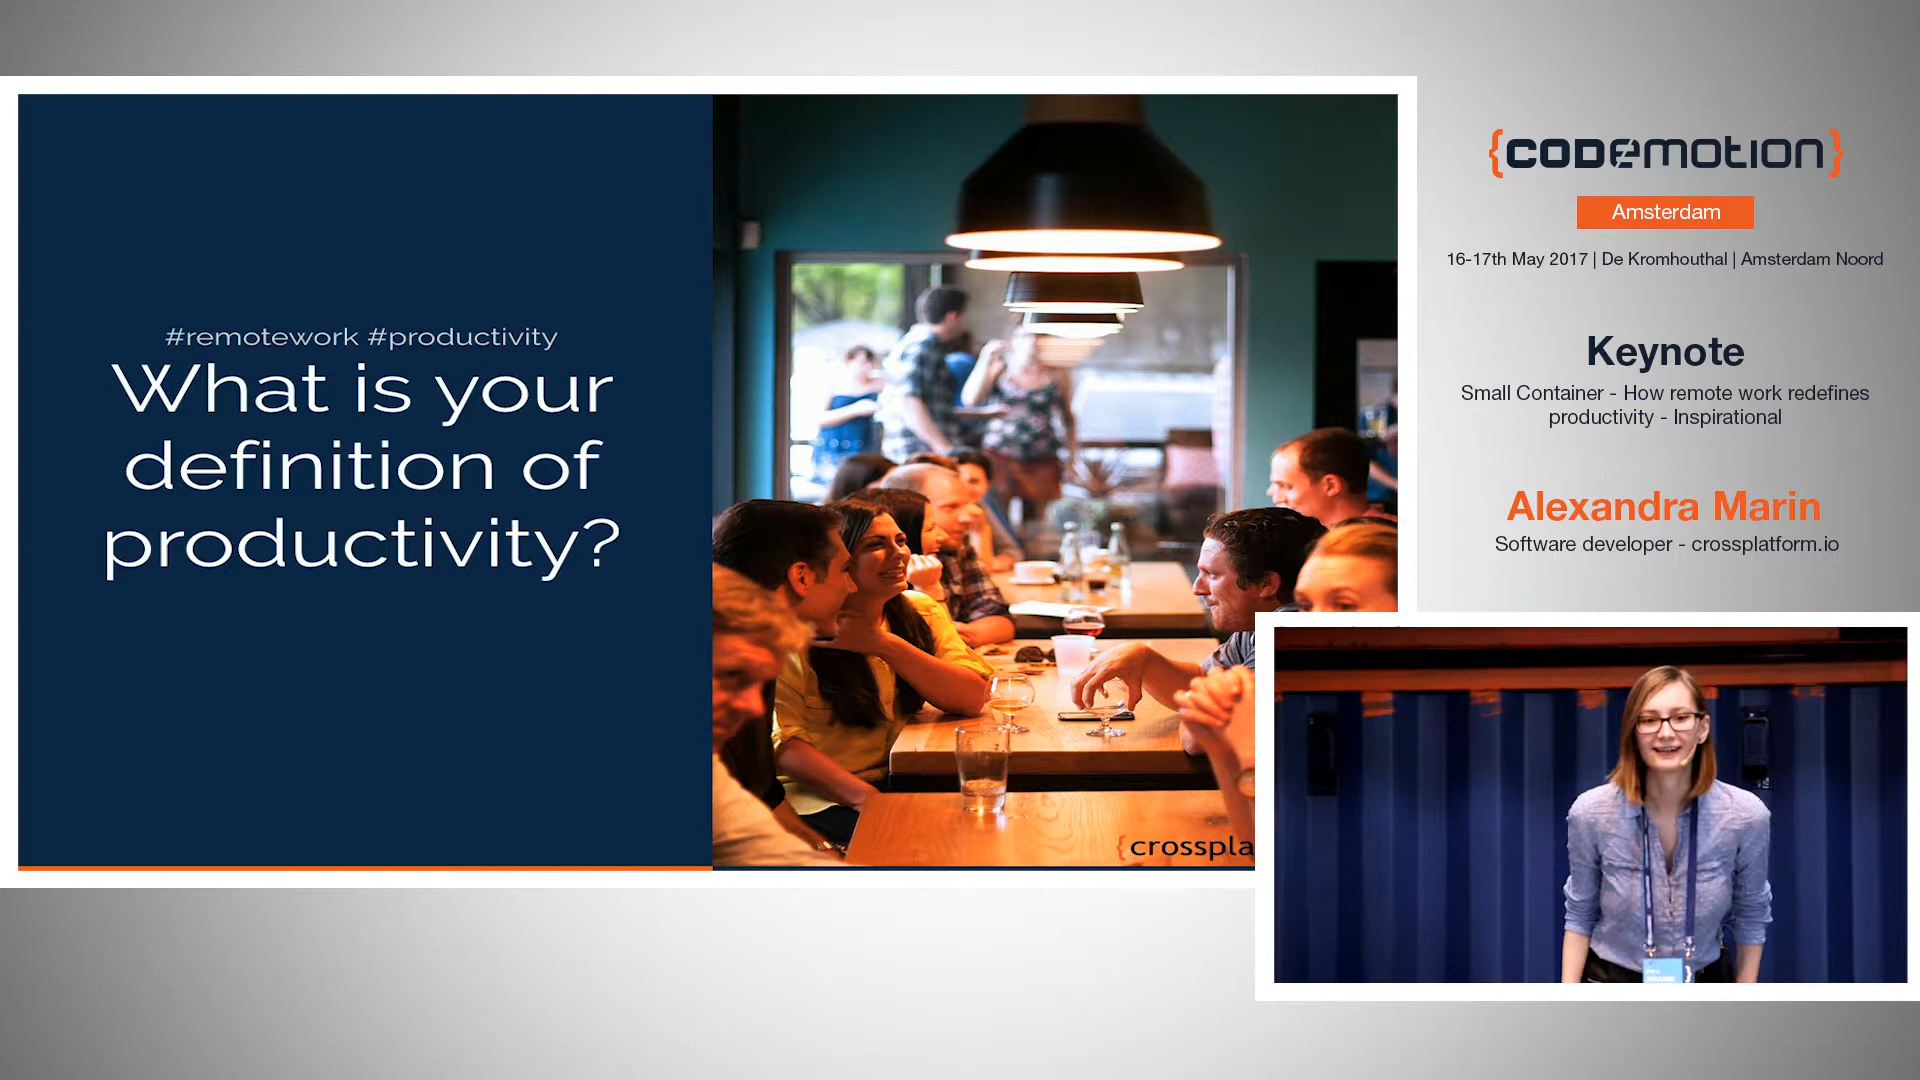 #remotework #productivity
What is your
definition of
productivity?
{crosspla
{CODEMOTION}
Amsterdam
16-17th May 2017 | De Kromhouthal | Amsterdam Noord
Keynote
Small Container - How remote work redefines
productivity - Inspirational
Alexandra Marin
Software developer - crossplatform.io